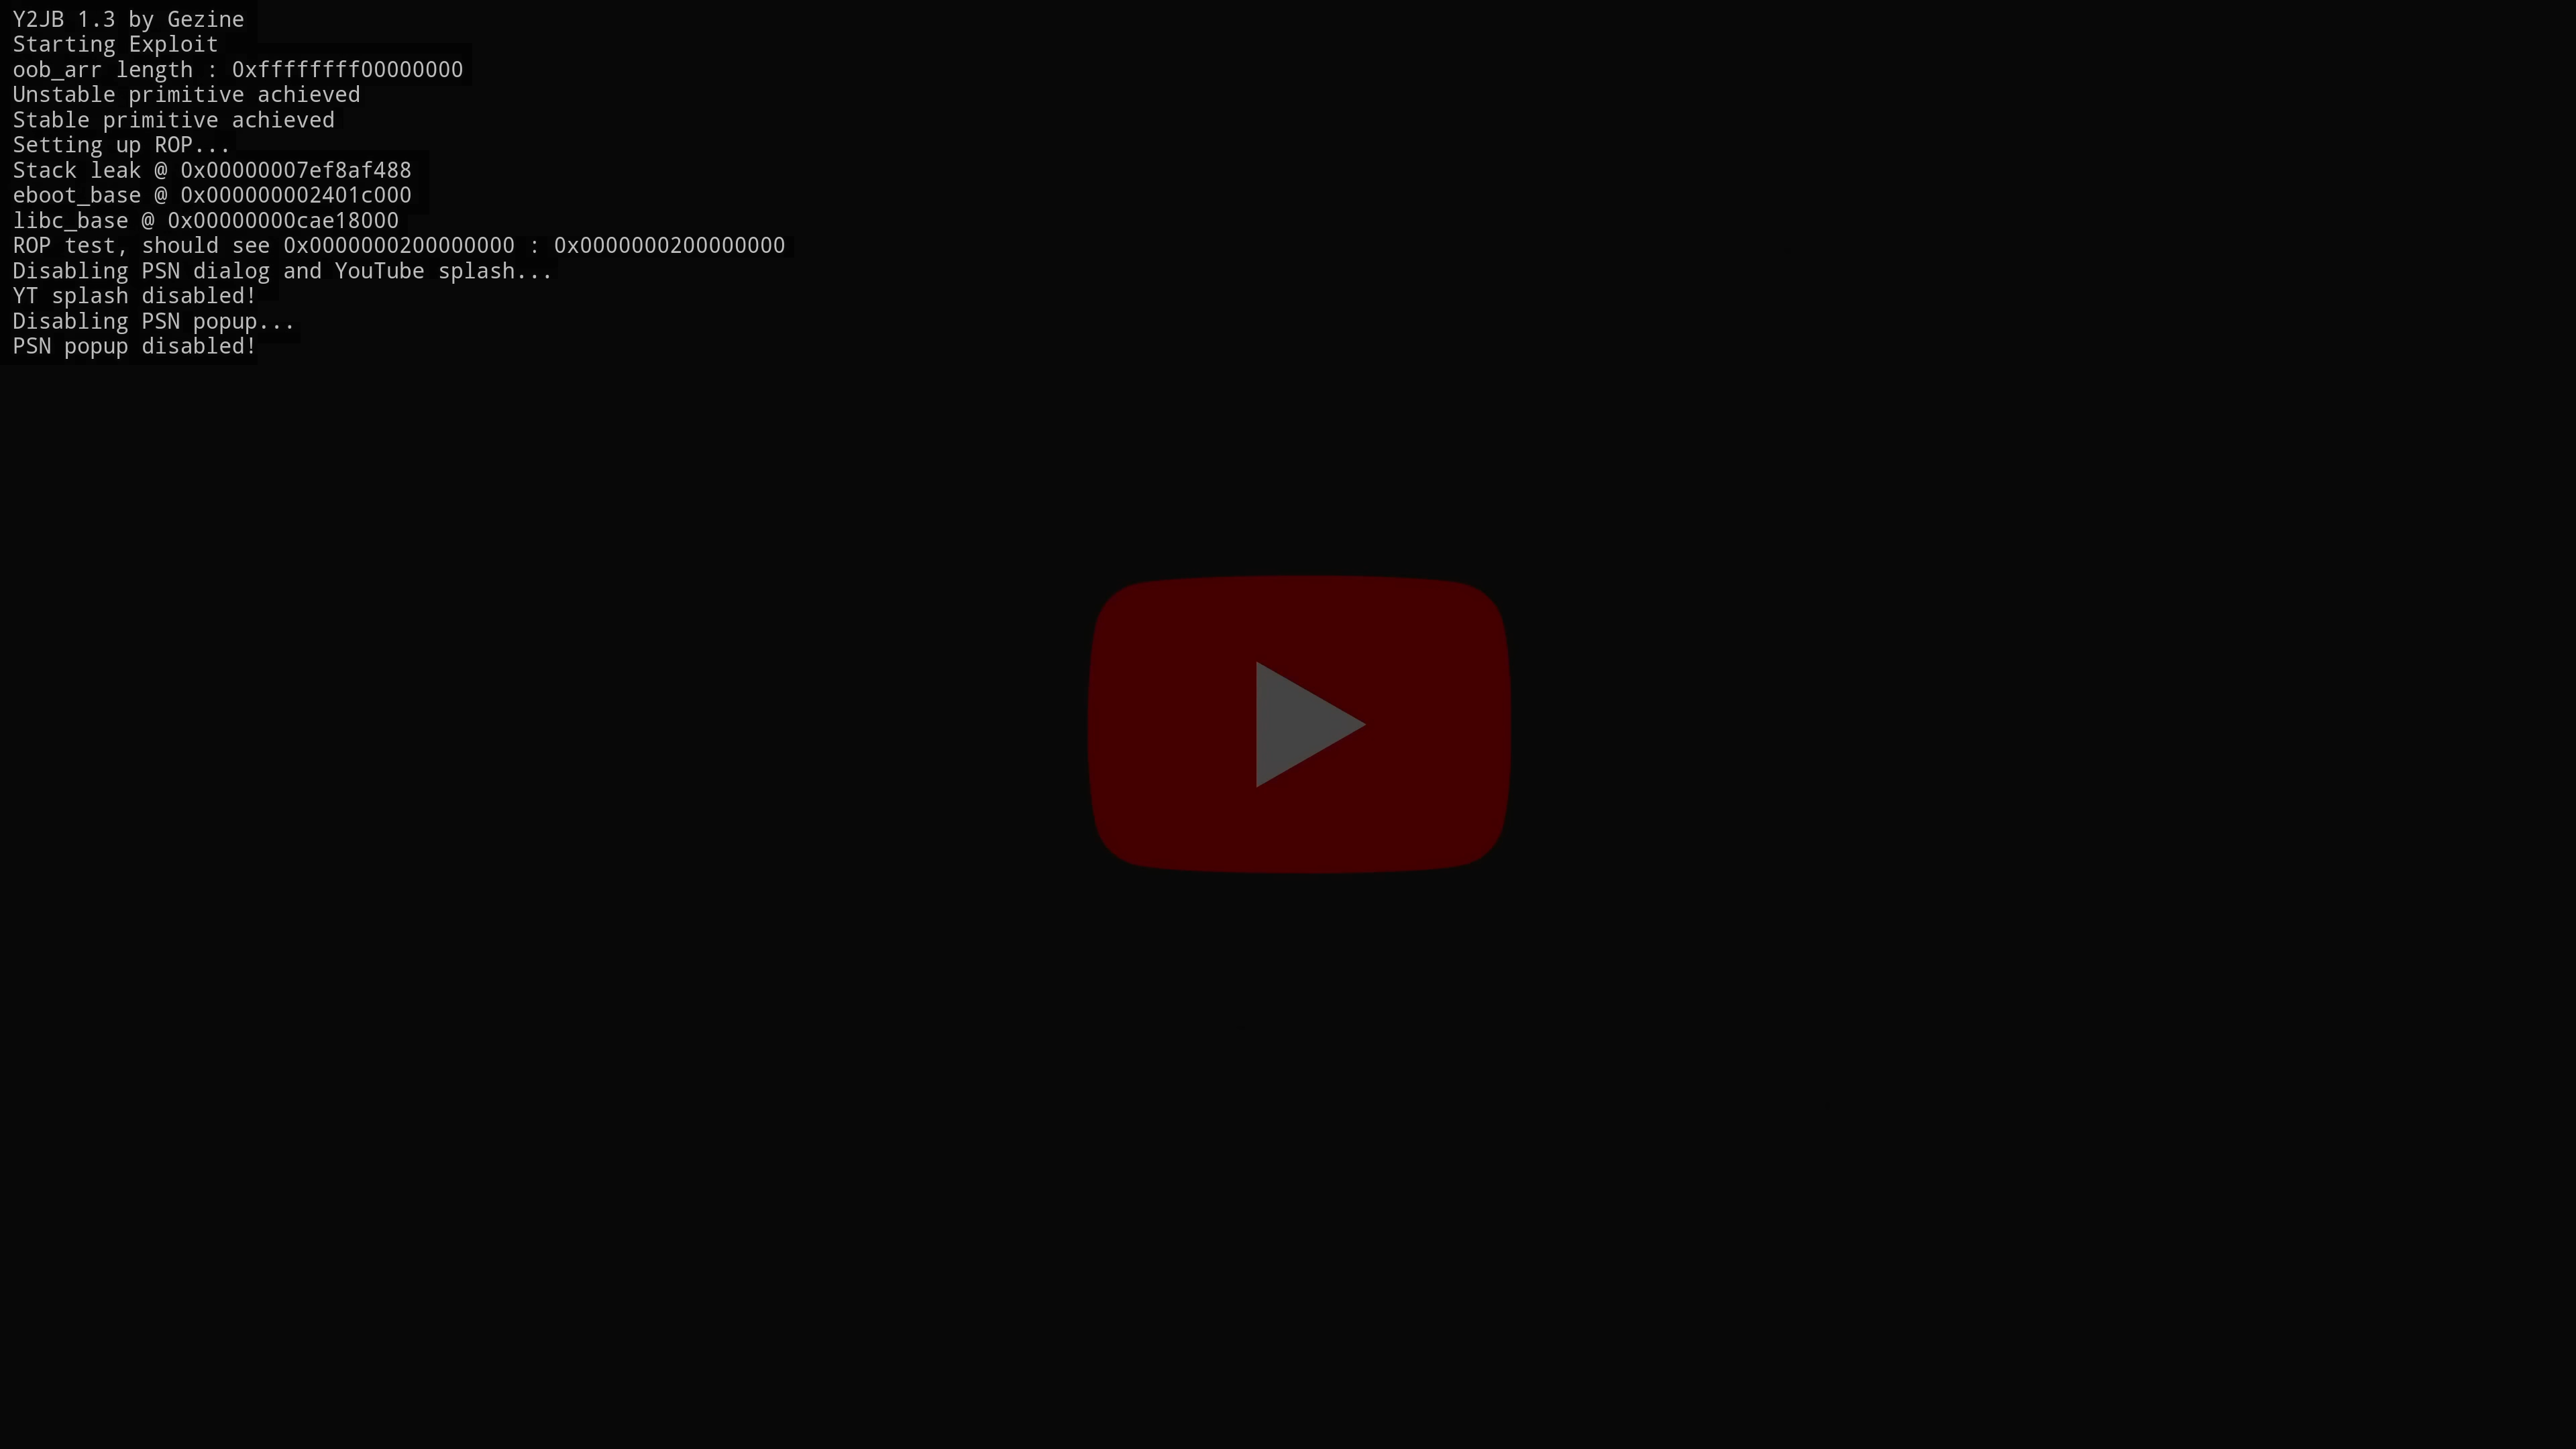 Y2JB 1.3 by Gezine
Starting Exploit
oob_arr length : 0xffffffff00000000
Unstable primitive achieved
Stable primitive achieved
Setting up ROP...
Stack leak @ 0x00000007ef8af488
eboot_base @ 0x000000002401c000
libc_base @ 0x00000000cae18000
ROP test, should see 0x0000000200000000 : 0x0000000200000000
Disabling PSN dialog and YouTube splash...
YT splash disabled!
Disabling PSN popup...
PSN popup disabled!